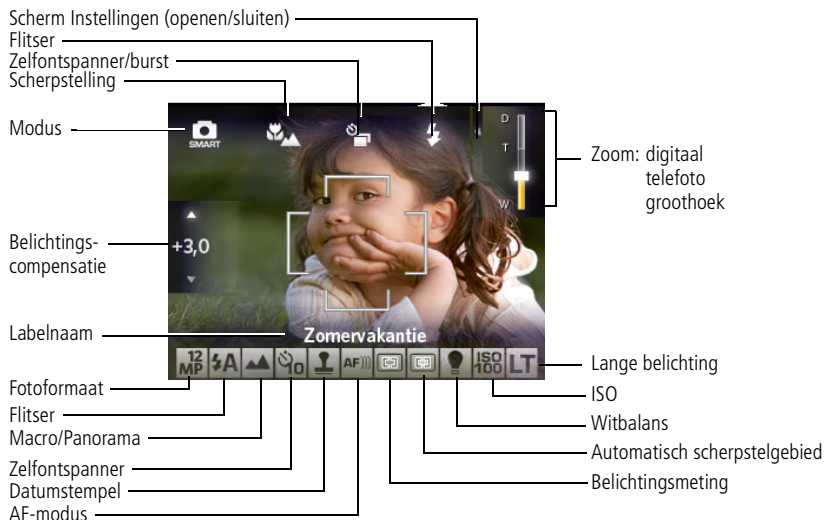 Scherm Instellingen (openen/sluiten)
Flitser
Zelfontspanner/burst
Scherpstelling
Modus
SMART
D
T
W
Zoom: digitaal
telefoto
groothoek
Belichtings-
compensatie
+3,0
Labelnaam
Zomervakantie
12
MP
A
10
AF
ISO
100
LT
Lange belichting
Fotoformaat
ISO
Flitser
Witbalans
Macro/Panorama
Automatisch scherpstelgebied
Zelfontspanner
Belichtingsmeting
Datumstempel
AF-modus